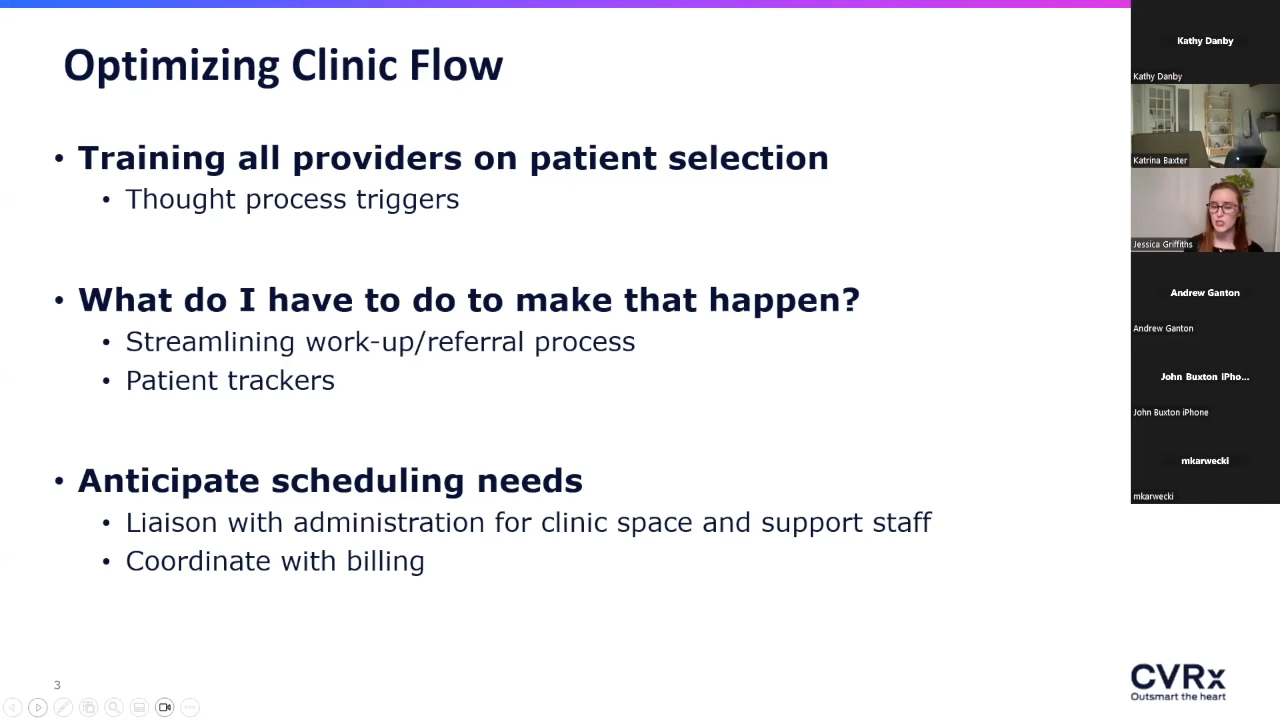 Optimizing Clinic Flow
• Training all providers on patient selection
• Thought process triggers
• What do I have to do to make that happen?
• Streamlining work-up/referral process
• Patient trackers
• Anticipate scheduling needs
• Liaison with administration for clinic space and support staff
• Coordinate with billing
3
CVRx
Outsmart the heart
Kathy Danby
Kathy Danby
Katrina Baxter
Jessica Griffiths
Andrew Ganton
Andrew Ganton
John Buxton iPho...
John Buxton iPhone
mkarwecki
mkarwecki